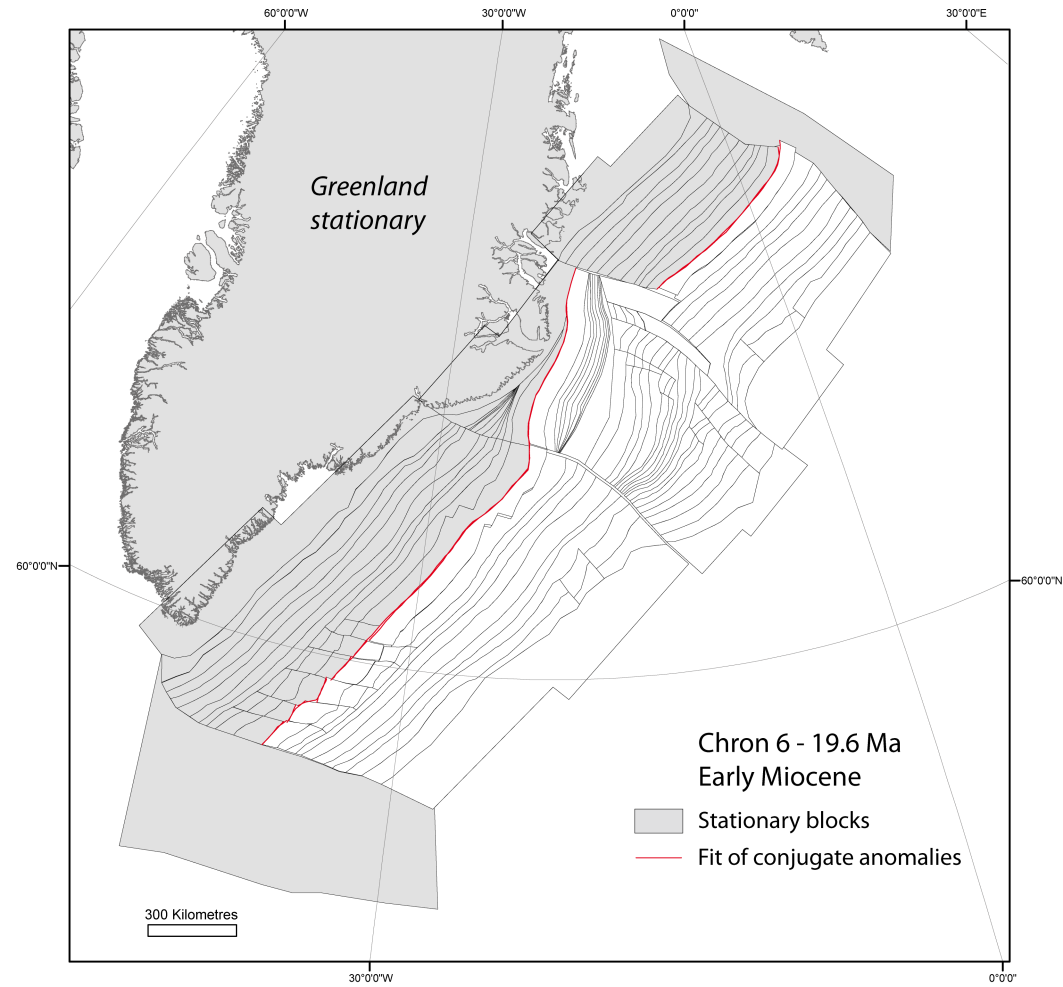 60°0'0"W
30°0'0"W
0°0'0"
30°0'0"E
Greenland
stationary
60°0'0"N
60°0'0"N
Chron 6 - 19.6 Ma
Early Miocene
Stationary blocks
Fit of conjugate anomalies
300 Kilometres
30°0'0"W
0°0'0"